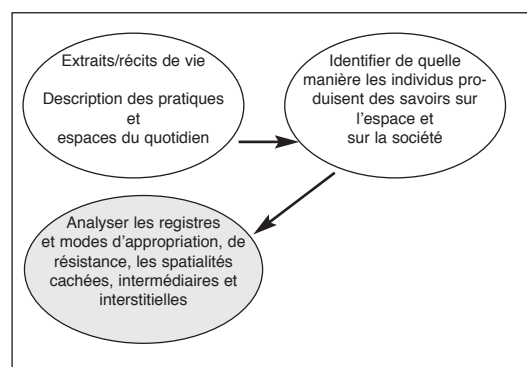 Extraits/récits de vie
Description des pratiques
et
espaces du quotidien
Identifier de quelle
manière les individus pro-
duisent des savoirs sur
l'espace et
sur la société
Analyser les registres
et modes d'appropriation, de
résistance, les spatialités
cachées, intermédiaires et
interstitielles